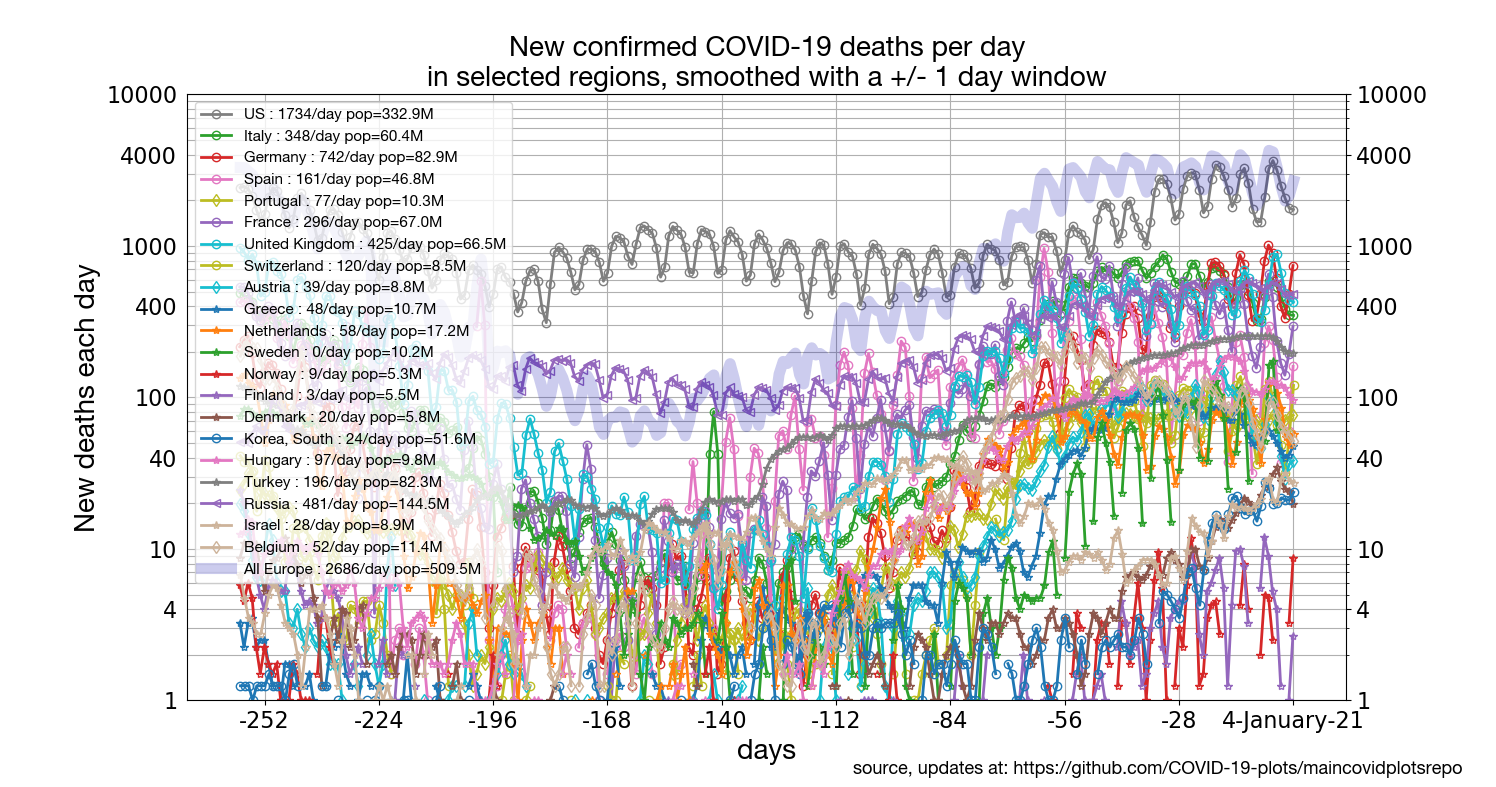 New confirmed COVID-19 deaths per day
in selected regions, smoothed with a +/- 1 day window
10000
4000
1000
400
100
40
10
4
1
New deaths each day
US : 1734/day pop=332.9M
Italy : 348/day pop=60.4M
Germany : 742/day pop=82.9M
Spain : 161/day pop=46.8M
Portugal : 77/day pop=10.3M
France : 296/day pop=67.0M
United Kingdom : 425/day pop=66.5M
Switzerland : 120/day pop=8.5M
Austria : 39/day pop=8.8M
Greece : 48/day pop=10.7M
Netherlands : 58/day pop=17.2M
Sweden : 0/day pop=10.2M
Norway : 9/day pop=5.3M
Finland : 3/day pop=5.5M
Denmark : 20/day pop=5.8M
Korea, South : 24/day pop=51.6M
Hungary : 97/day pop=9.8M
Turkey : 196/day pop=82.3M
Russia : 481/day pop=144.5M
Israel : 28/day pop=8.9M
Belgium : 52/day pop=11.4M
All Europe : 2686/day pop=509.5M
10000
4000
1000
400
100
40
10
4
1
-252 -224 -196 -168 -140 -112 -84 -56 -28 4-January-21
days
source, updates at: https://github.com/COVID-19-plots/maincovidplotsrepo